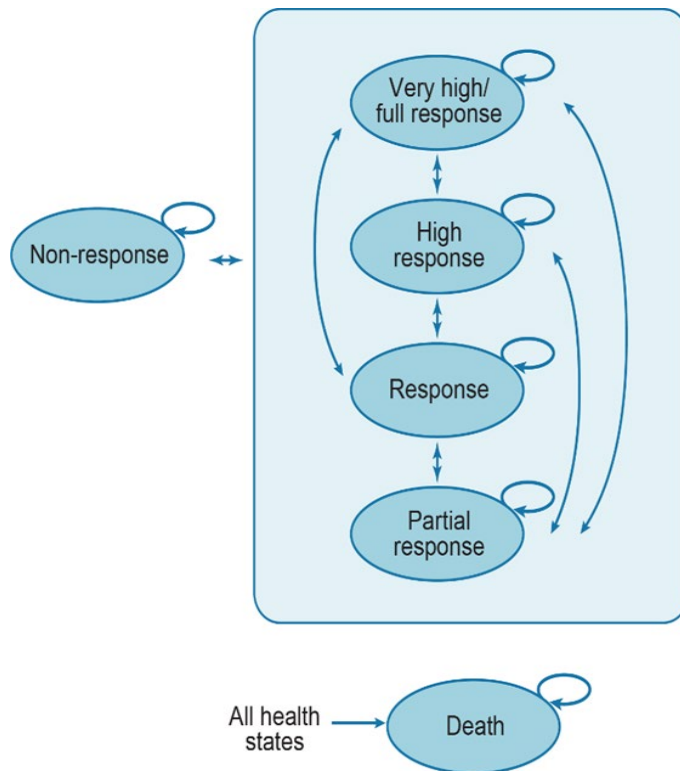 Very high/
full response
Non-response
High
response
Response
Partial
response
All health
states
Death